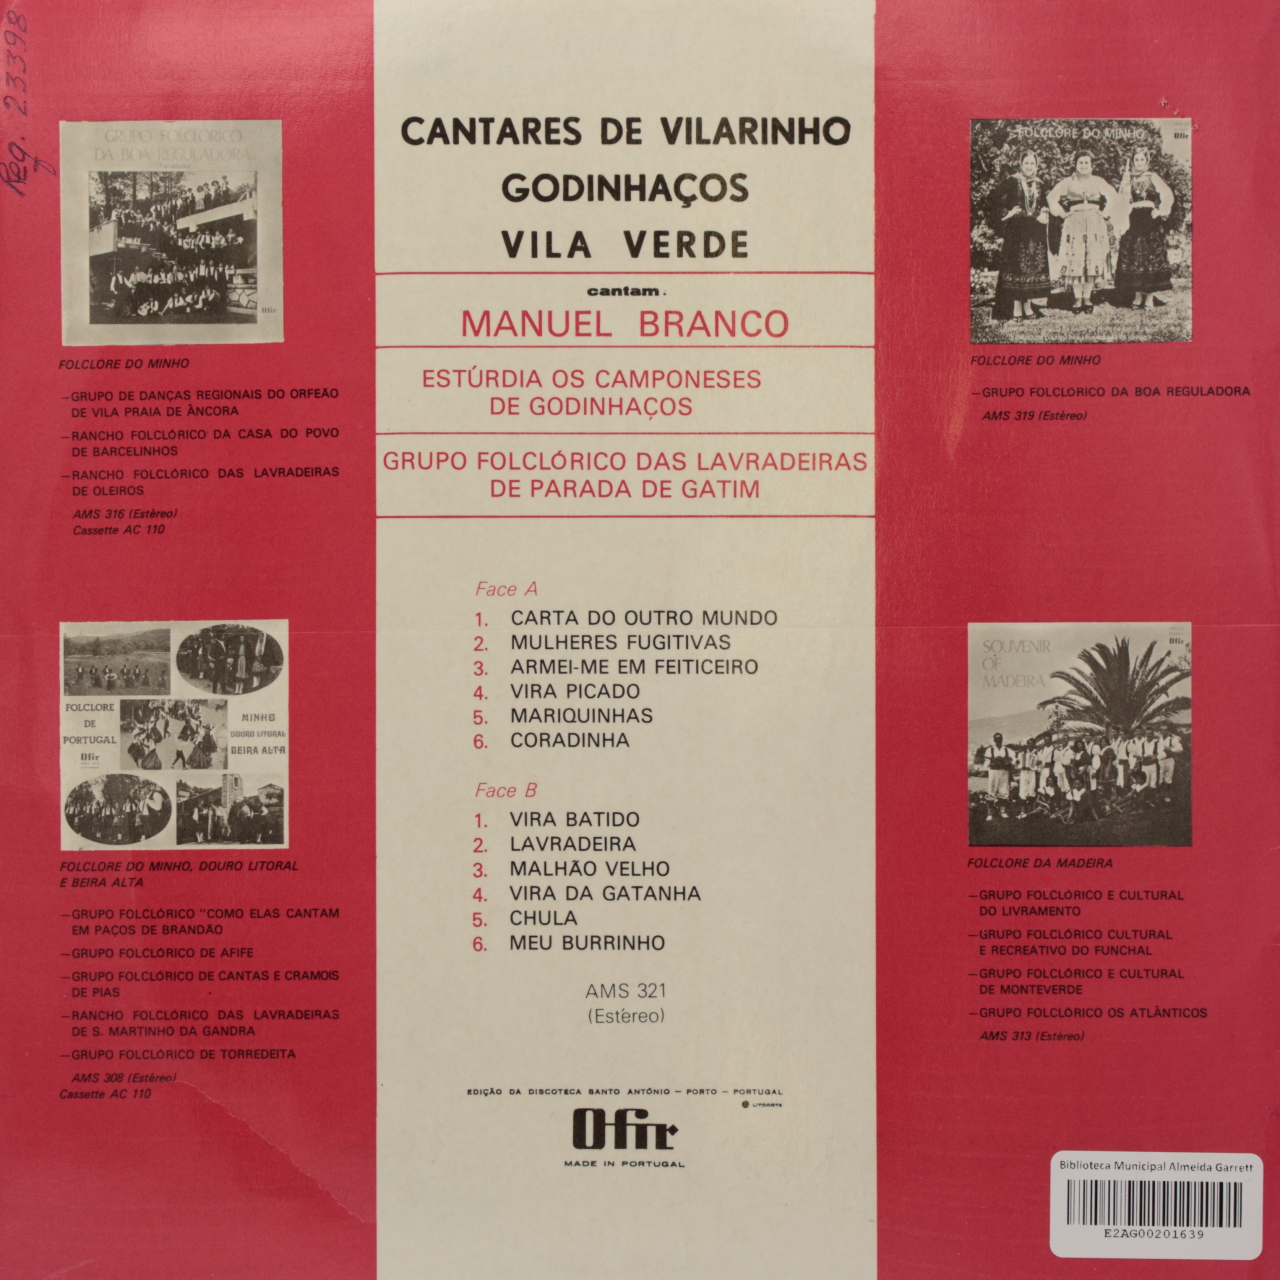 Reg. 23398
CANTARES DE VILARINHO
GODINHAÇOS
VILA VERDE
cantam:
MANUEL BRANCO
ESTÚRDIA OS CAMPONESES
DE GODINHAÇOS
GRUPO FOLCLÓRICO DAS LAVRADEIRAS
DE PARADA DE GATIM
Face A
1. CARTA DO OUTRO MUNDO
2. MULHERES FUGITIVAS
3. ARMEI-ME EM FEITICEIRO
4. VIRA PICADO
5. MARIQUINHAS
6. CORADINHA
Face B
1. VIRA BATIDO
2. LAVRADEIRA
3. MALHÃO VELHO
4. VIRA DA GATANHA
5. CHULA
6. MEU BURRINHO
AMS 321
(Estéreo)
EDIÇÃO DA DISCOTECA SANTO ANTÓNIO — PORTO — PORTUGAL
LITOARTE
Ofir
MADE IN PORTUGAL
GRUPO FOLCLÓRICO
DA BOA REGULADORA
Ofir
FOLCLORE DO MINHO
—GRUPO DE DANÇAS REGIONAIS DO ORFEÃO
DE VILA PRAIA DE ÀNCORA
—RANCHO FOLCLÓRICO DA CASA DO POVO
DE BARCELINHOS
—RANCHO FOLCLÓRICO DAS LAVRADEIRAS
DE OLEIROS
AMS 316 (Estéreo)
Cassette AC 110
FOLCLORE
DE
PORTUGAL
Ofir
MINHO
DOURO LITORAL
BEIRA ALTA
FOLCLORE DO MINHO, DOURO LITORAL
E BEIRA ALTA
—GRUPO FOLCLÓRICO "COMO ELAS CANTAM
EM PAÇOS DE BRANDÃO
—GRUPO FOLCLÓRICO DE AFIFE
—GRUPO FOLCLÓRICO DE CANTAS E CRAMOIS
DE PIAS
—RANCHO FOLCLÓRICO DAS LAVRADEIRAS
DE S. MARTINHO DA GANDRA
—GRUPO FOLCLÓRICO DE TORREDEITA
AMS 308 (Estéreo)
Cassette AC 110
FOLCLORE DO MINHO
Ofir
FOLCLORE DO MINHO
—GRUPO FOLCLÓRICO DA BOA REGULADORA
AMS 319 (Estéreo)
SOUVENIR
OF
MADEIRA
Ofir
FOLCLORE DA MADEIRA
—GRUPO FOLCLÓRICO E CULTURAL
DO LIVRAMENTO
—GRUPO FOLCLÓRICO CULTURAL
E RECREATIVO DO FUNCHAL
—GRUPO FOLCLÓRICO E CULTURAL
DE MONTEVERDE
—GRUPO FOLCLÓRICO OS ATLÂNTICOS
AMS 313 (Estéreo)
Biblioteca Municipal Almeida Garrett
E2AG00201639